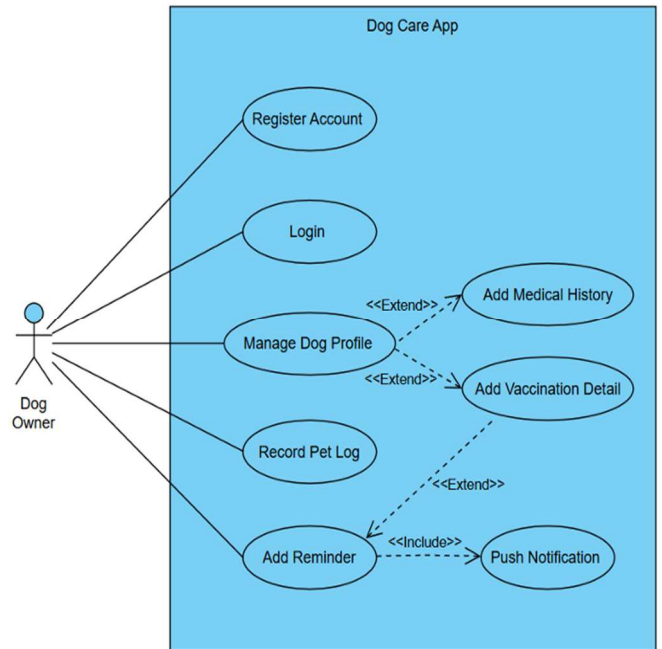 Dog Care App
Register Account
Login
<<Extend>>
Add Medical History
Manage Dog Profile
<<Extend>>
Add Vaccination Detail
Dog
Owner
Record Pet Log
<<Extend>>
Add Reminder
<<Include>>
Push Notification